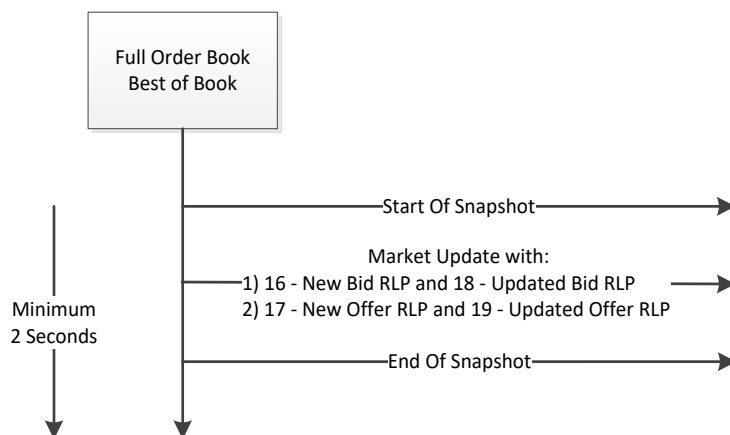 Full Order Book
Best of Book
Start Of Snapshot
Market Update with:
1) 16 - New Bid RLP and 18 - Updated Bid RLP
2) 17 - New Offer RLP and 19 - Updated Offer RLP
Minimum
2 Seconds
End Of Snapshot